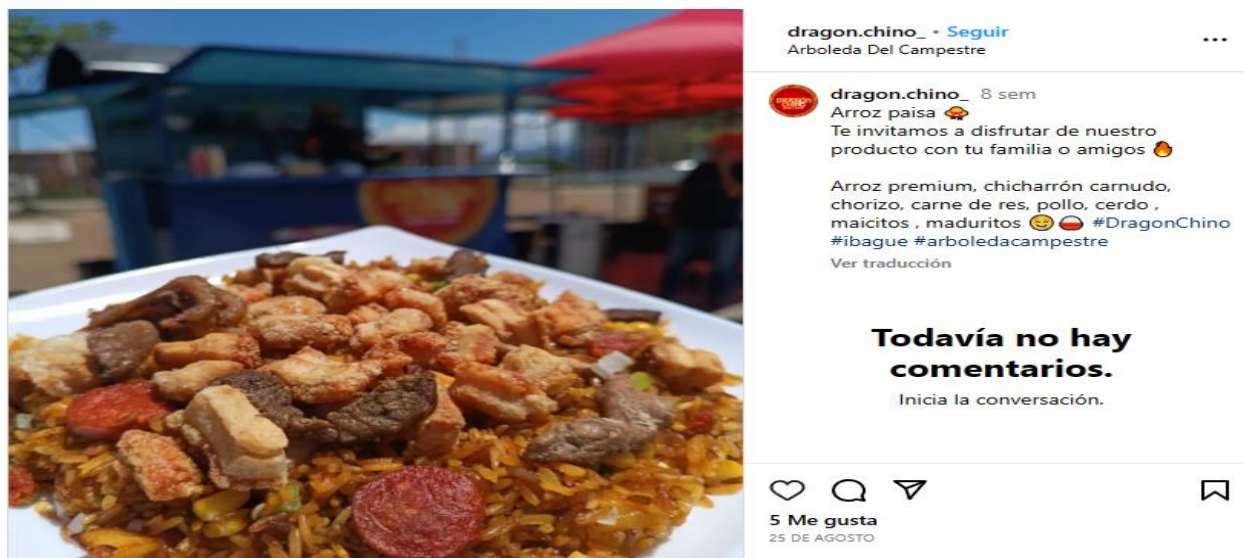 dragon.chino_ • Seguir
Arboleda Del Campestre
dragon.chino_ 8 sem
Arroz paisa
Te invitamos a disfrutar de nuestro
producto con tu familia o amigos 🔥
Arroz premium, chicharrón carnudo,
chorizo, carne de res, pollo, cerdo ,
maicitos , maduritos #DragonChino
#ibague #arboledacampestre
Ver traducción
Todavía no hay
comentarios.
Inicia la conversación.
5 Me gusta
25 DE AGOSTO